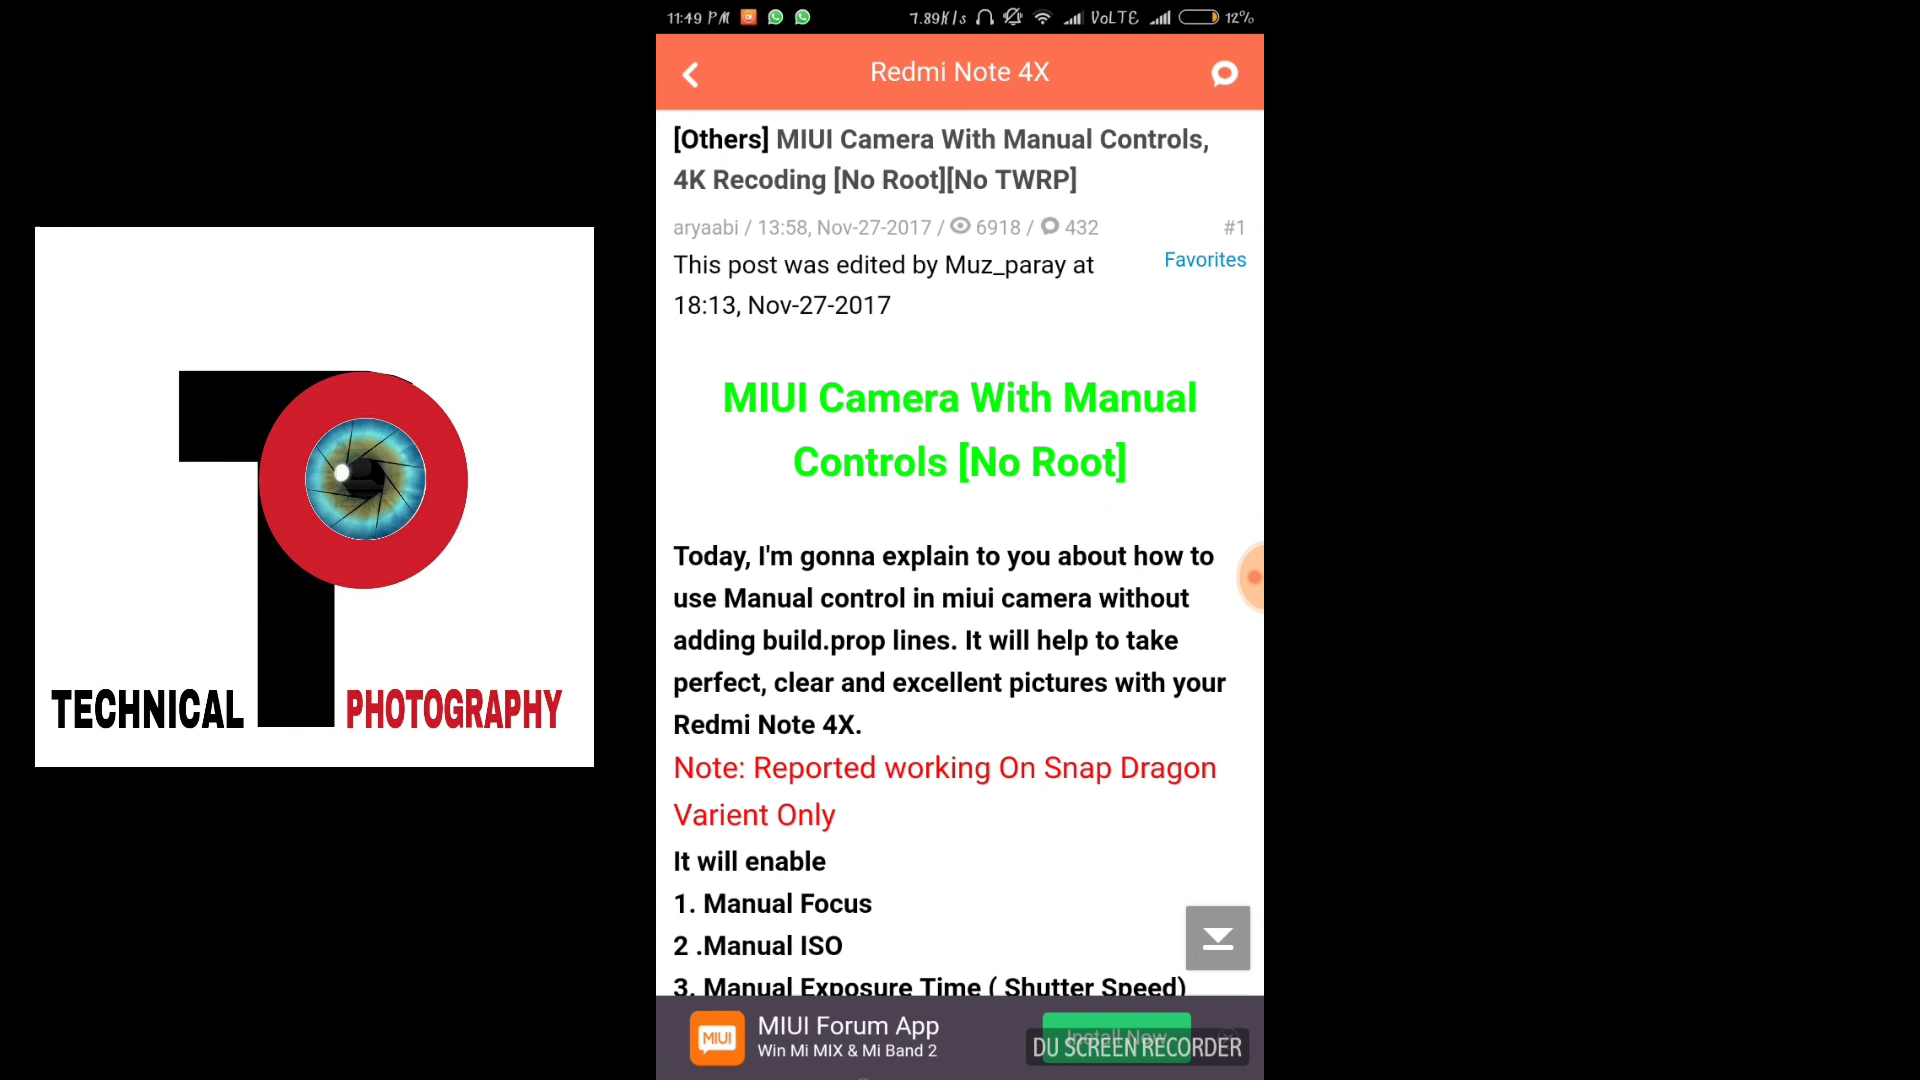 11:49 PM 7.89K/s VoLTE 12%
Redmi Note 4X
[Others] MIUI Camera With Manual Controls,
4K Recoding [No Root][No TWRP]
aryaabi / 13:58, Nov-27-2017 / 6918 / 432 #1
This post was edited by Muz_paray at
Favorites
18:13, Nov-27-2017
MIUI Camera With Manual
Controls [No Root]
Today, I'm gonna explain to you about how to
use Manual control in miui camera without
adding build.prop lines. It will help to take
perfect, clear and excellent pictures with your
Redmi Note 4X.
Note: Reported working On Snap Dragon
Varient Only
It will enable
1. Manual Focus
2 .Manual ISO
3. Manual Exposure Time ( Shutter Speed)
MIUI
MIUI Forum App
Win Mi MIX & Mi Band 2
Install Now
DU SCREEN RECORDER
TECHNICAL PHOTOGRAPHY